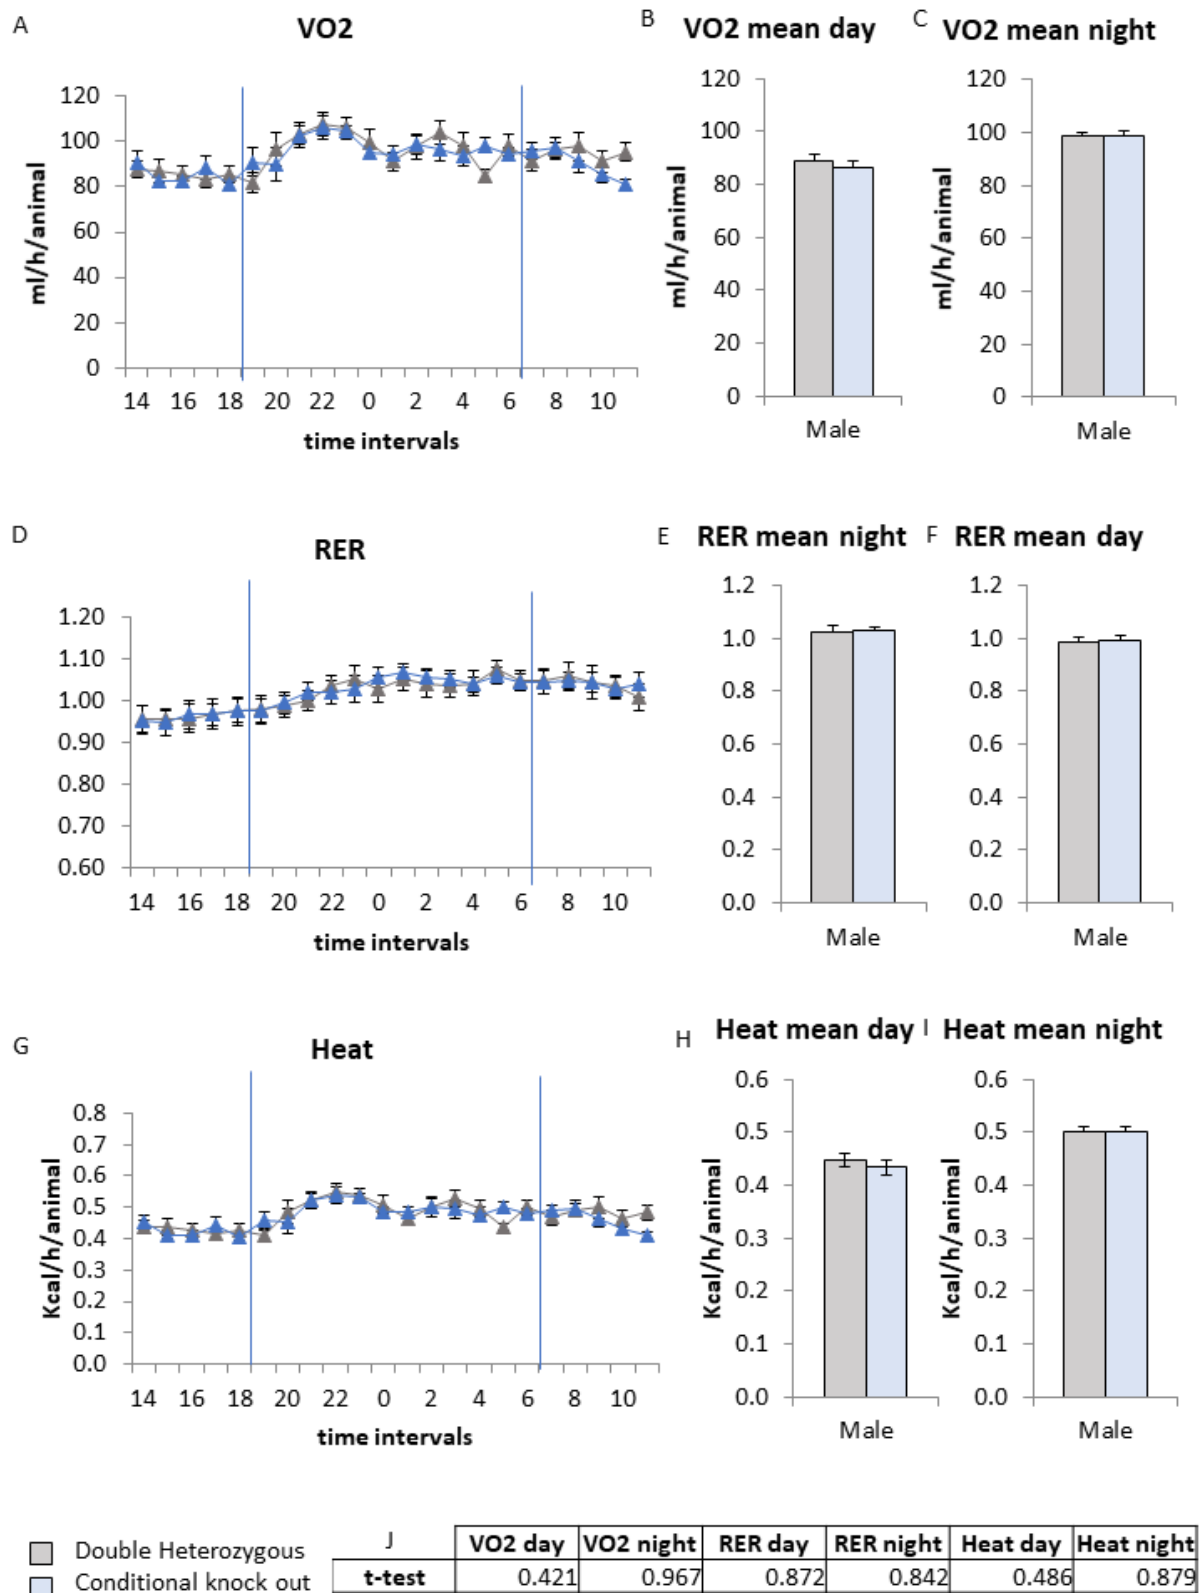 A
VO2
B
VO2 mean day
C
VO2 mean night
120
100
80
60
40
20
0
ml/h/animal
14 16 18 20 22 0 2 4 6 8 10
time intervals
120
100
80
60
40
20
0
ml/h/animal
Male
120
100
80
60
40
20
0
ml/h/animal
Male
D
RER
E
RER mean night
F
RER mean day
1.20
1.10
1.00
0.90
0.80
0.70
0.60
14 16 18 20 22 0 2 4 6 8 10
time intervals
1.2
1.0
0.8
0.6
0.4
0.2
0.0
Male
1.2
1.0
0.8
0.6
0.4
0.2
0.0
Male
G
Heat
H
Heat mean day
I
Heat mean night
0.8
0.7
0.6
0.5
0.4
0.3
0.2
0.1
0.0
Kcal/h/animal
14 16 18 20 22 0 2 4 6 8 10
time intervals
0.6
0.5
0.4
0.3
0.2
0.1
0.0
Kcal/h/animal
Male
0.6
0.5
0.4
0.3
0.2
0.1
0.0
Kcal/h/animal
Male
Double Heterozygous
Conditional knock out
J VO2 day VO2 night RER day RER night Heat day Heat night
t-test 0.421 0.967 0.872 0.842 0.486 0.879